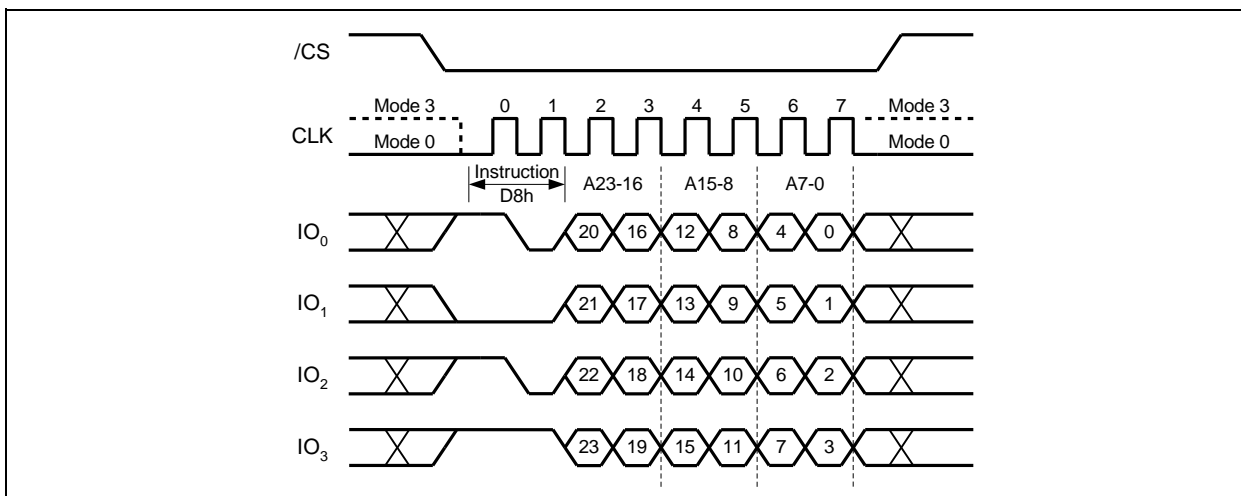 /CS
Mode 3 0 1 2 3 4 5 6 7 Mode 3
CLK
Mode 0 Mode 0
Instruction
D8h
A23-16 A15-8 A7-0
IO0 20 16 12 8 4 0
IO1 21 17 13 9 5 1
IO2 22 18 14 10 6 2
IO3 23 19 15 11 7 3